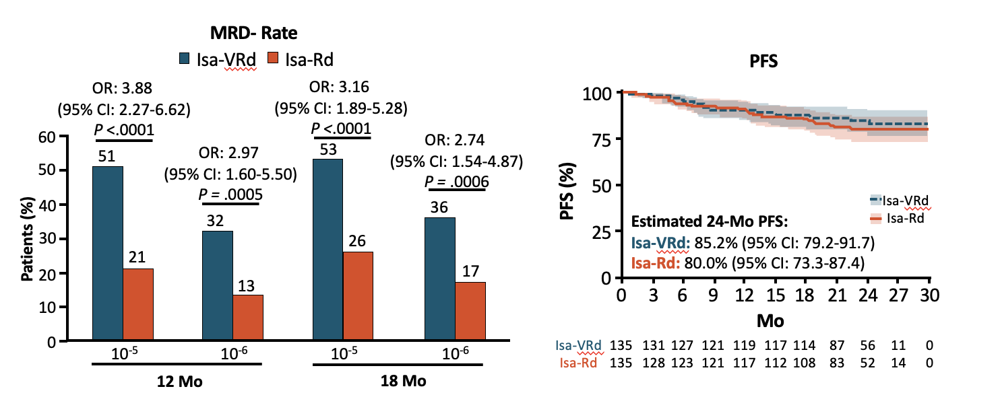 MRD- Rate
Isa-VRd Isa-Rd
OR: 3.88
(95% CI: 2.27-6.62)
P <.0001
OR: 2.97
(95% CI: 1.60-5.50)
P = .0005
OR: 3.16
(95% CI: 1.89-5.28)
P <.0001
OR: 2.74
(95% CI: 1.54-4.87)
P = .0006
Patients (%)
60
50
40
30
20
10
0
51
21
32
13
53
26
36
17
10-5 10-6 10-5 10-6
12 Mo 18 Mo
PFS
PFS (%)
100
75
50
25
0
Isa-VRd
Isa-Rd
Estimated 24-Mo PFS:
Isa-VRd: 85.2% (95% CI: 79.2-91.7)
Isa-Rd: 80.0% (95% CI: 73.3-87.4)
0 3 6 9 12 15 18 21 24 27 30
Mo
Isa-VRd 135 131 127 121 119 117 114 87 56 11 0
Isa-Rd 135 128 123 121 117 112 108 83 52 14 0